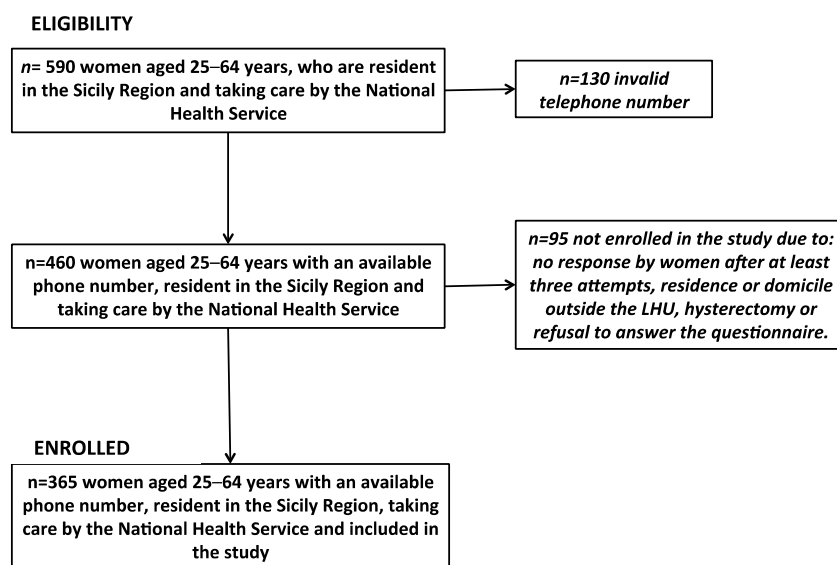 ELIGIBILITY
n= 590 women aged 25–64 years, who are resident
in the Sicily Region and taking care by the National
Health Service
n=130 invalid
telephone number
n=460 women aged 25–64 years with an available
phone number, resident in the Sicily Region and
taking care by the National Health Service
n=95 not enrolled in the study due to:
no response by women after at least
three attempts, residence or domicile
outside the LHU, hysterectomy or
refusal to answer the questionnaire.
ENROLLED
n=365 women aged 25–64 years with an available
phone number, resident in the Sicily Region, taking
care by the National Health Service and included in
the study